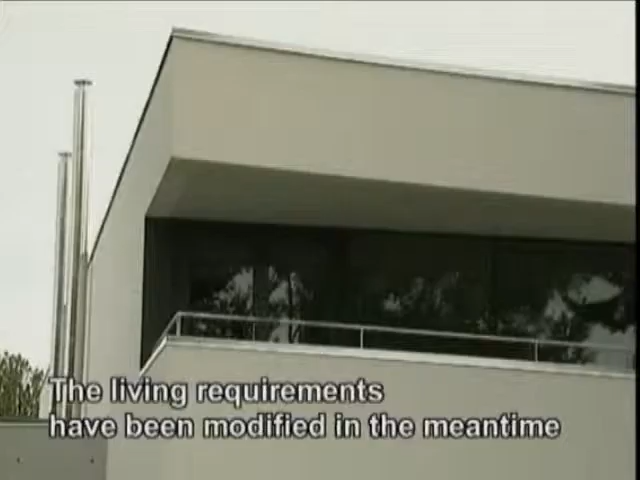 The living requirements
have been modified in the meantime